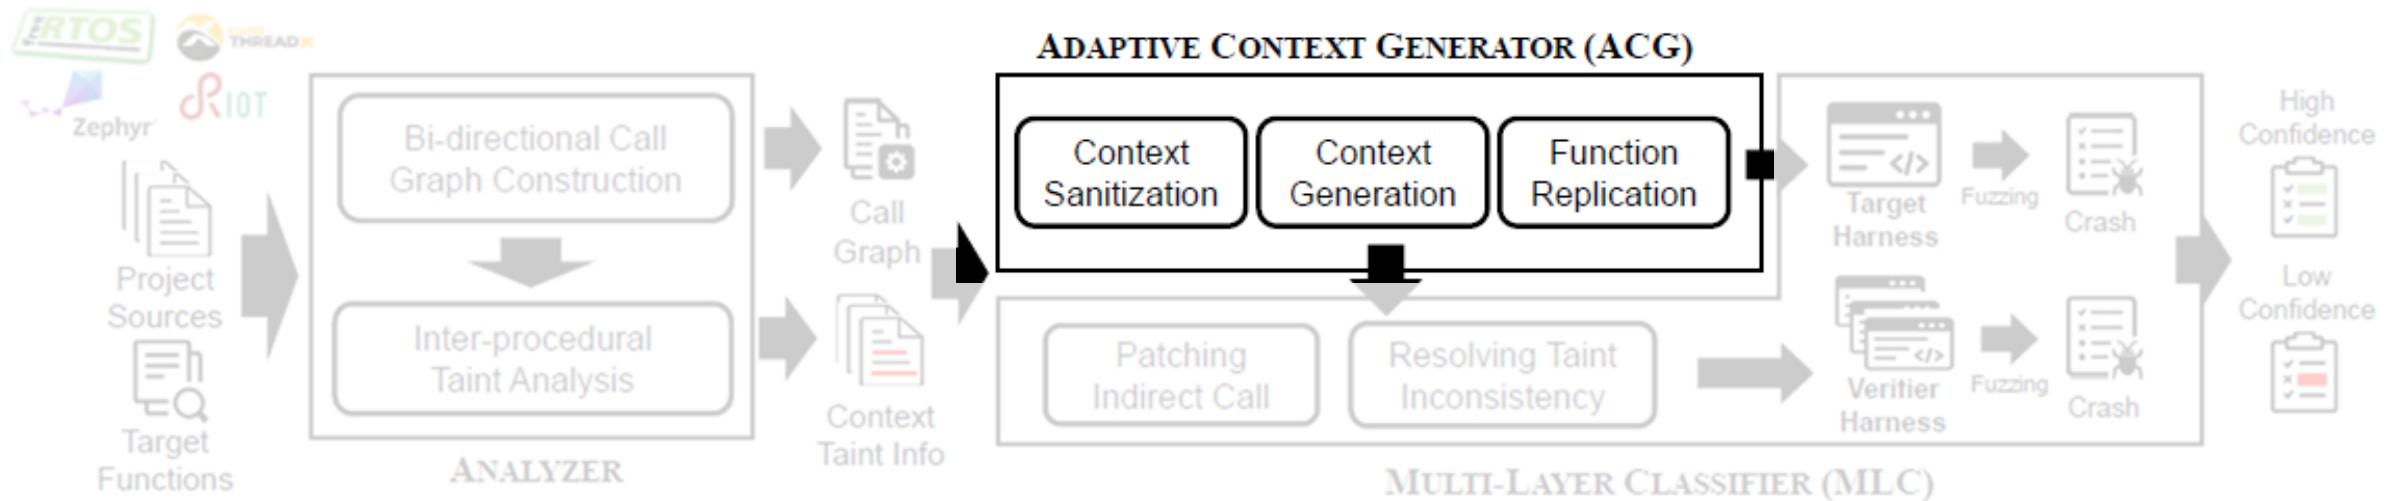 free RTOS
THREADX
Zephyr
RIOT
Project
Sources
Target
Functions
Bi-directional Call
Graph Construction
Inter-procedural
Taint Analysis
ANALYZER
Call
Graph
Context
Taint Info
ADAPTIVE CONTEXT GENERATOR (ACG)
Context
Sanitization
Context
Generation
Function
Replication
Patching
Indirect Call
Resolving Taint
Inconsistency
</>
Target
Harness
Fuzzing
Crash
</>
Verifier
Harness
Fuzzing
Crash
MULTI-LAYER CLASSIFIER (MLC)
High
Confidence
Low
Confidence